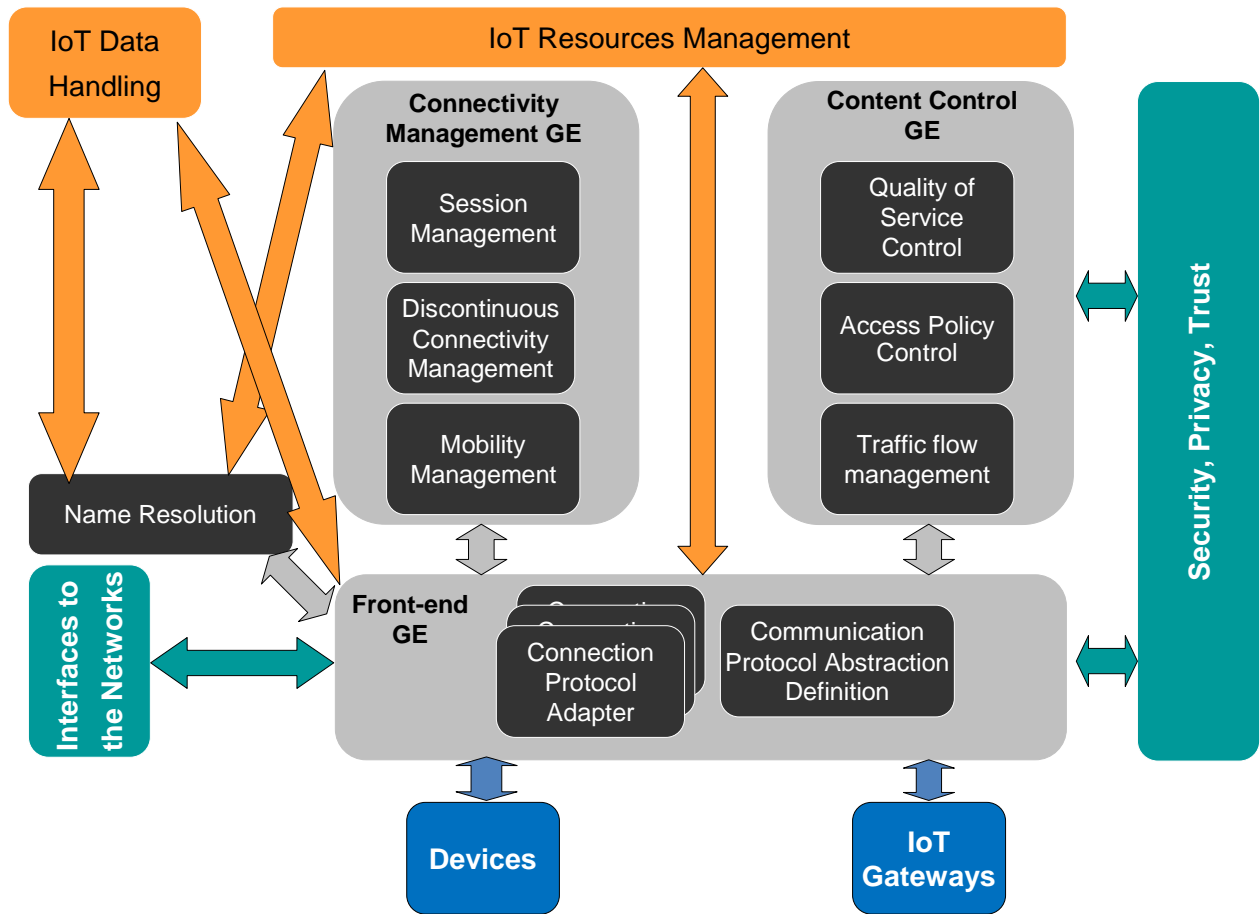 IoT Data
Handling
IoT Resources Management
Connectivity
Management GE
Session
Management
Discontinuous
Connectivity
Management
Mobility
Management
Content Control
GE
Quality of
Service
Control
Access Policy
Control
Traffic flow
management
Security, Privacy, Trust
Name Resolution
Interfaces to
the Networks
Front-end
GE
Connection
Protocol
Adapter
Communication
Protocol Abstraction
Definition
Devices
IoT
Gateways